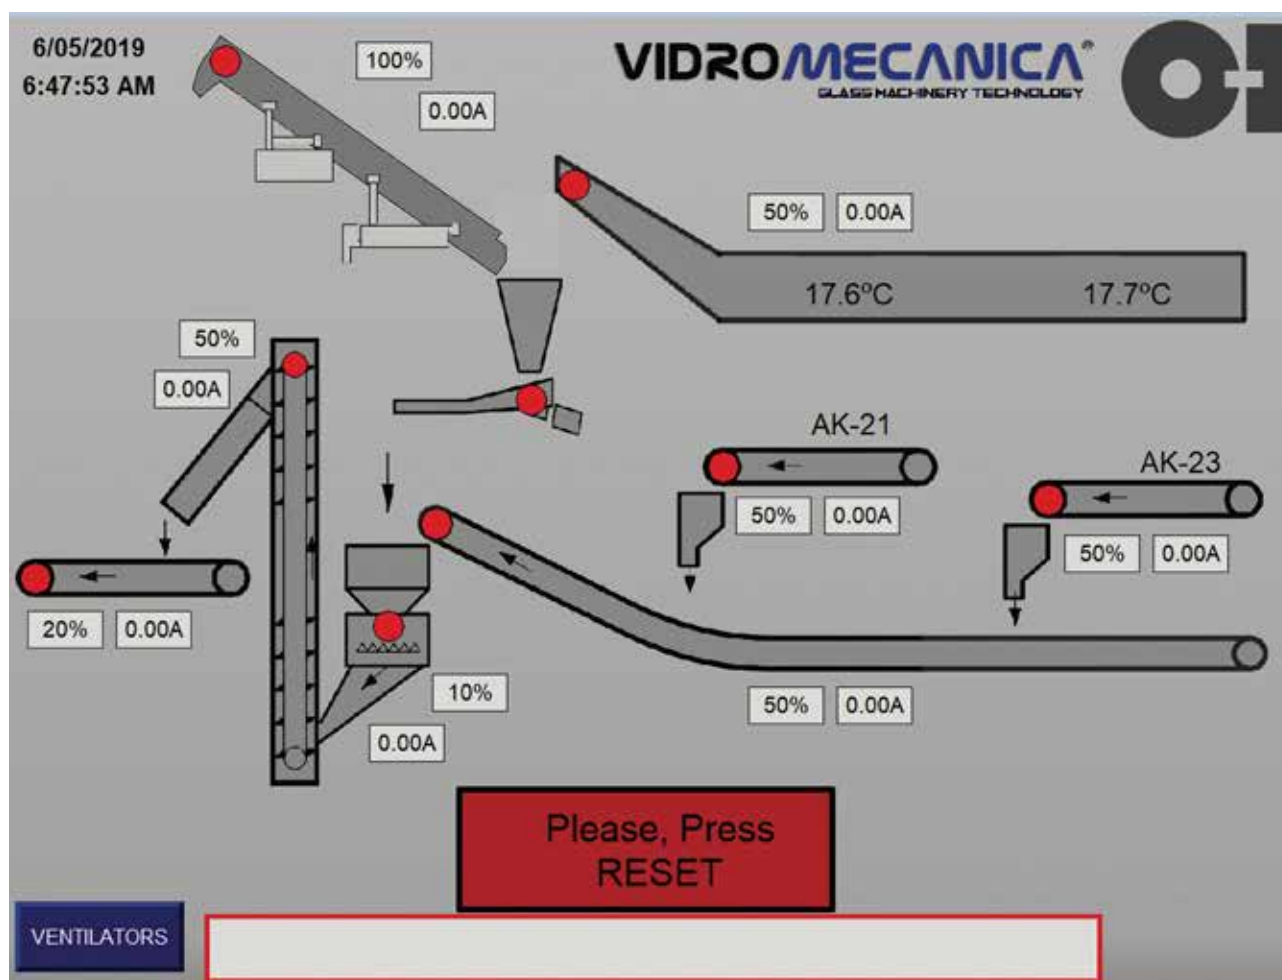 6/05/2019
6:47:53 AM
100%
0.00A
VIDROMECANICA®
GLASS MACHINERY TECHNOLOGY
50% 0.00A
17.6ºC 17.7ºC
50%
0.00A
AK-21
AK-23
50% 0.00A
50% 0.00A
20% 0.00A
10%
50% 0.00A
0.00A
Please, Press
RESET
VENTILATORS